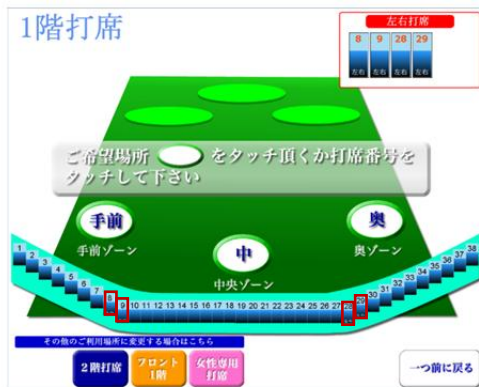 1階打席
左右打席
8 9 28 29
左右 左右 左右 左右
ご希望場所 をタッチ頂くか打席番号を
タッチして下さい
手前
手前ゾーン
中
中央ゾーン
奥
奥ゾーン
1 2 3 4 5 6 7 8 9 10 11 12 13 14 15 16 17 18 19 20 21 22 23 24 25 26 27 28 29 30 31 32 33 34 35 36 37 38
その他のご利用場所に変更する場合はこちら
2階打席
フロント
1階
女性専用
打席
一つ前に戻る